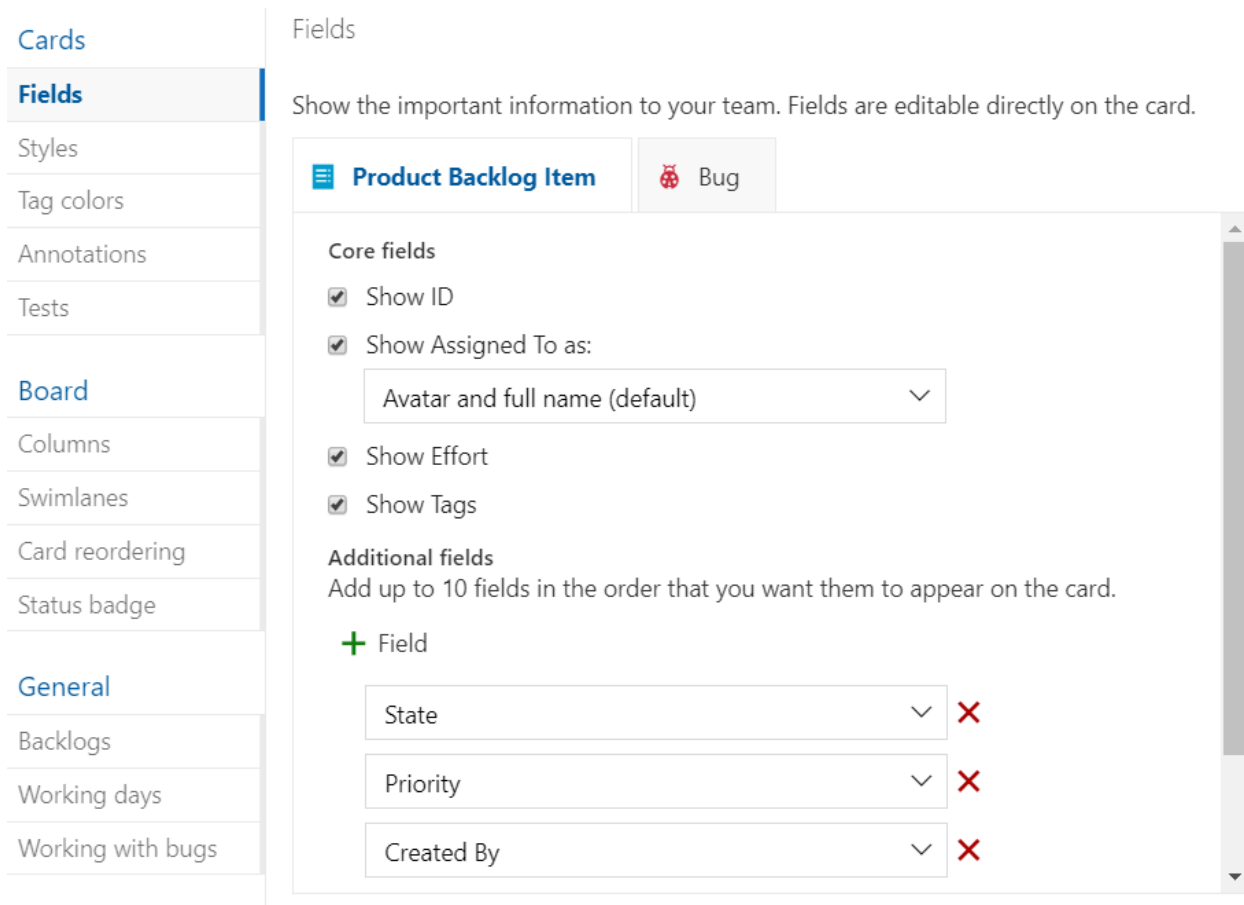 Cards
Fields
Styles
Tag colors
Annotations
Tests
Board
Columns
Swimlanes
Card reordering
Status badge
General
Backlogs
Working days
Working with bugs
Fields
Show the important information to your team. Fields are editable directly on the card.
Product Backlog Item
Bug
Core fields
Show ID
Show Assigned To as:
Avatar and full name (default)
Show Effort
Show Tags
Additional fields
Add up to 10 fields in the order that you want them to appear on the card.
Field
State
Priority
Created By